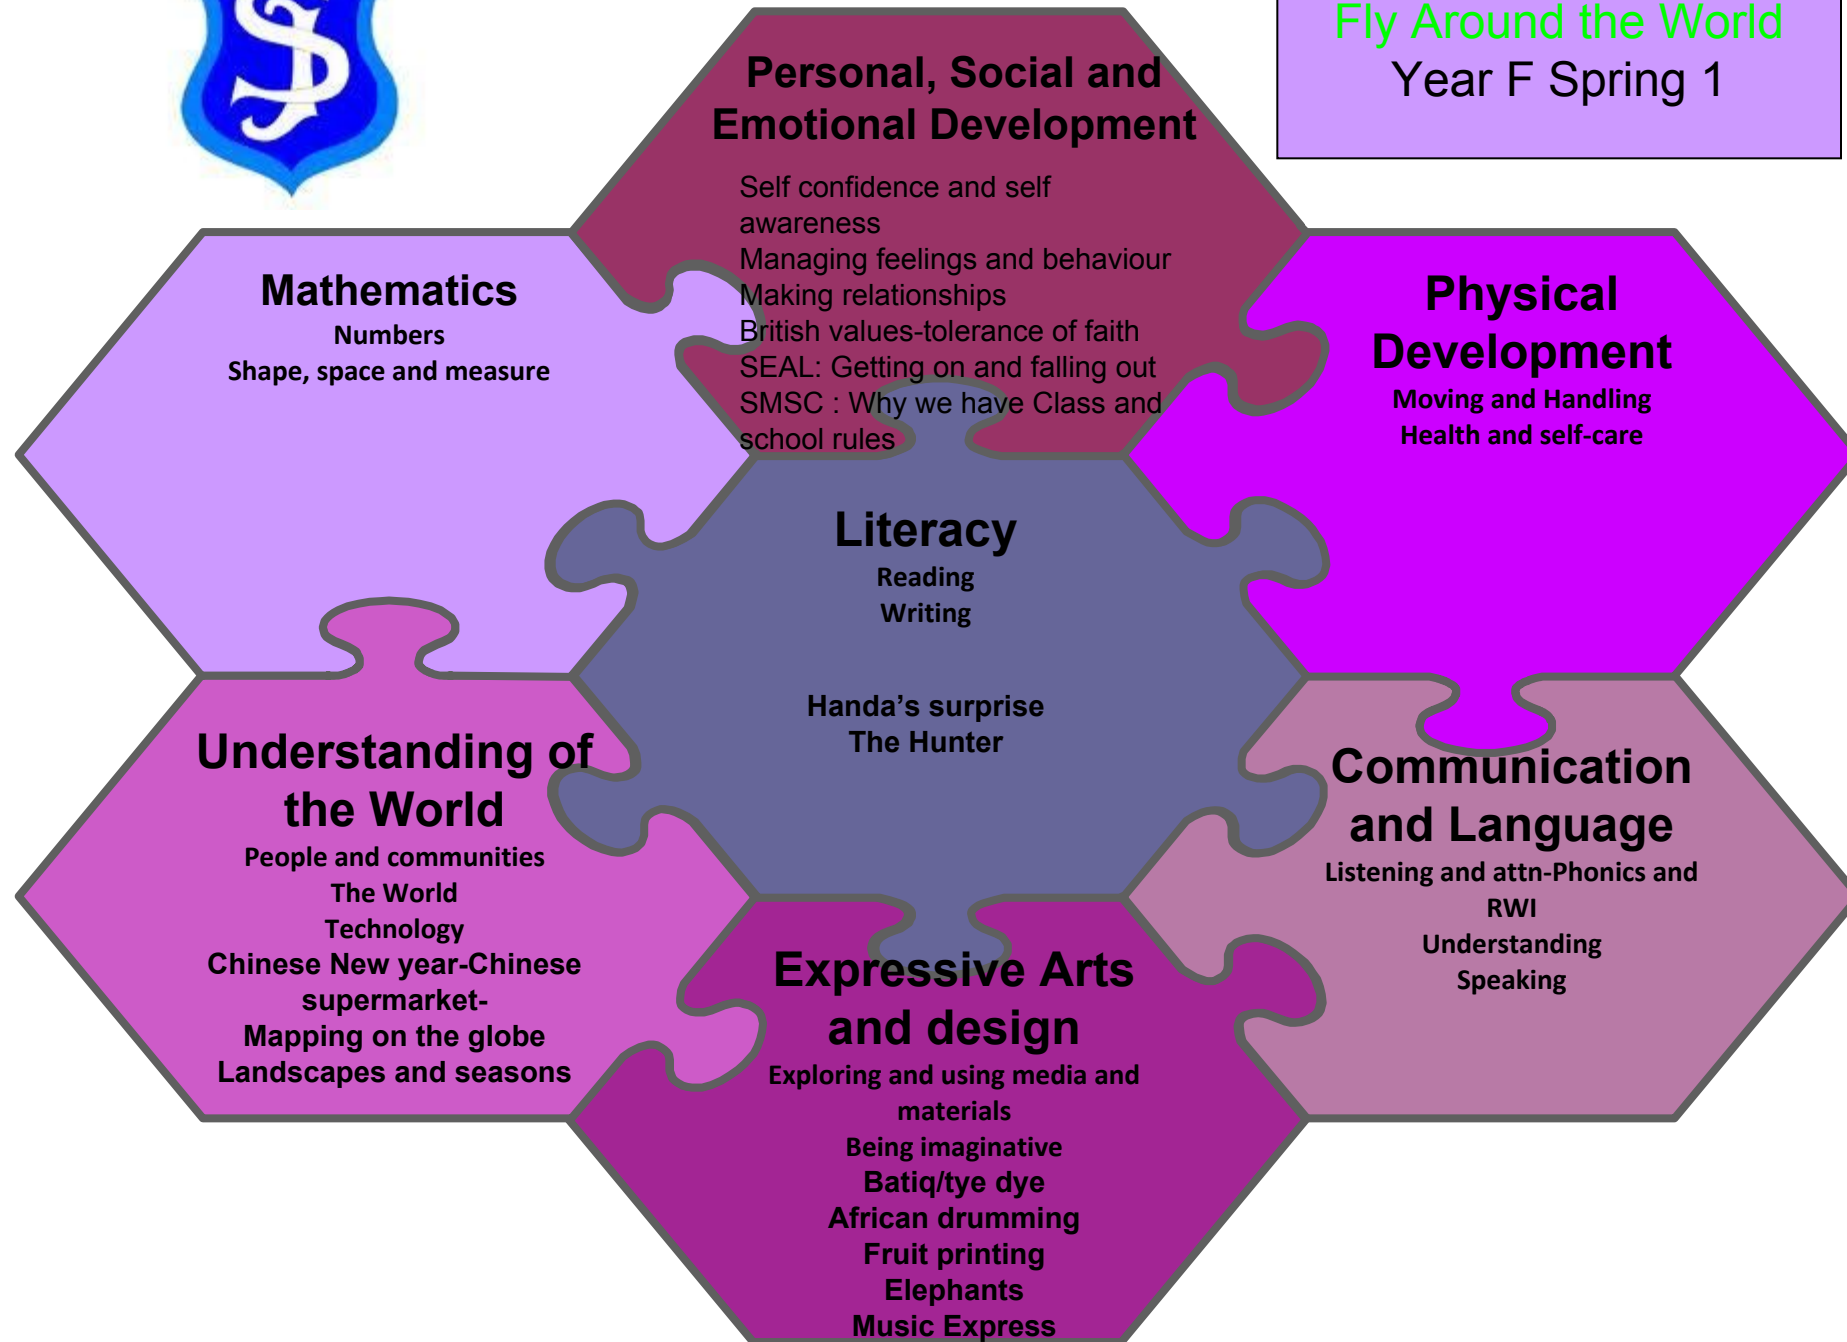 Fly Around the World
Year F Spring 1
Personal, Social and
Emotional Development
Self confidence and self
awareness
Managing feelings and behaviour
Making relationships
British values-tolerance of faith
SEAL: Getting on and falling out
SMSC : Why we have Class and
school rules
Mathematics
Numbers
Shape, space and measure
Physical
Development
Moving and Handling
Health and self-care
Literacy
Reading
Writing
Handa’s surprise
The Hunter
Understanding of
the World
People and communities
The World
Technology
Chinese New year-Chinese
supermarket-
Mapping on the globe
Landscapes and seasons
Communication
and Language
Listening and attn-Phonics and
RWI
Understanding
Speaking
Expressive Arts
and design
Exploring and using media and
materials
Being imaginative
Batiq/tye dye
African drumming
Fruit printing
Elephants
Music Express